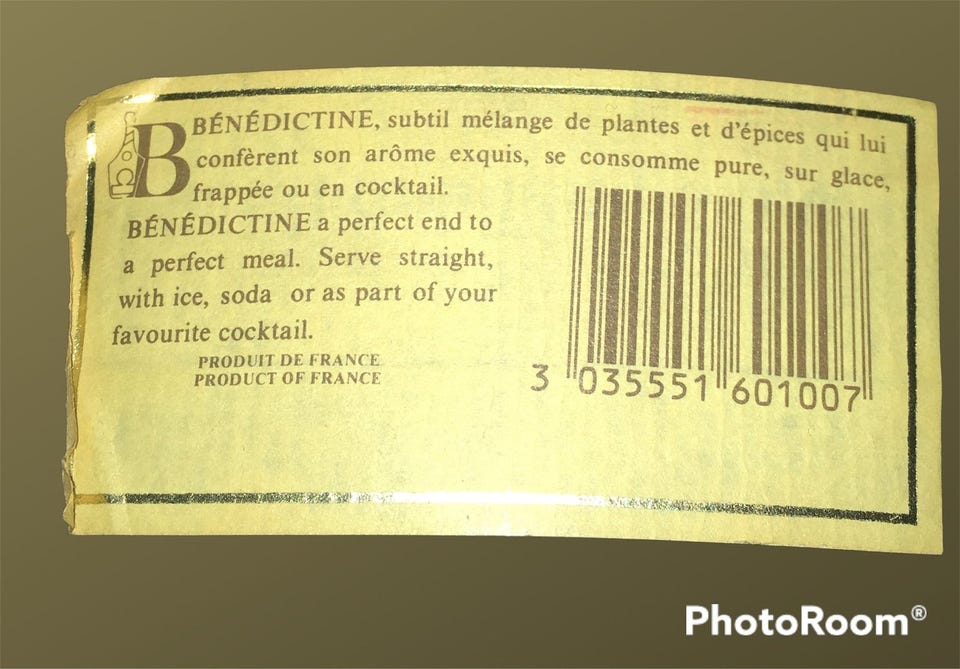 BÉNÉDICTINE, subtil mélange de plantes et d'épices qui lui
confèrent son arôme exquis, se consomme pure, sur glace,
frappée ou en cocktail.
BÉNÉDICTINE a perfect end to
a perfect meal. Serve straight,
with ice, soda or as part of your
favourite cocktail.
PRODUIT DE FRANCE
PRODUCT OF FRANCE
3 035551 601007
PhotoRoom®